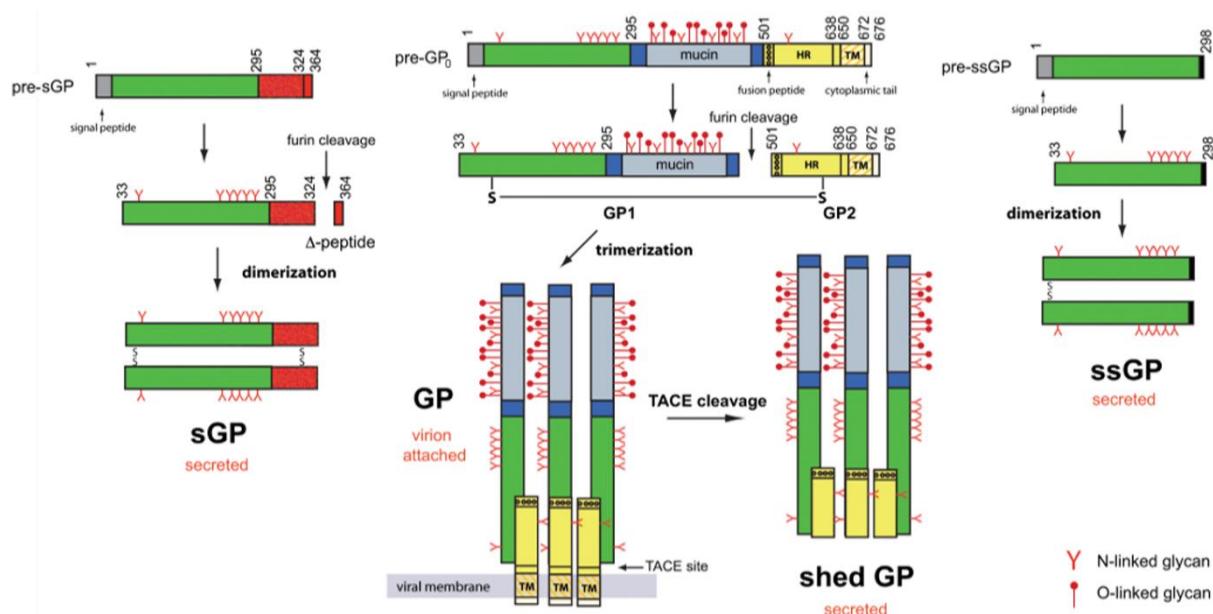 pre-sGP
1
295
324
364
signal peptide
furin cleavage
33
295
324
364
Δ-peptide
dimerization
S
S
S
S
sGP
secreted
pre-GP0
1
295
501
638
650
672
676
mucin
HR
TM
signal peptide
fusion peptide
cytoplasmic tail
furin cleavage
33
295
501
638
650
672
676
mucin
HR
TM
S
S
GP1
GP2
trimerization
GP
virion
attached
TACE cleavage
TACE site
viral membrane
TM
TM
TM
shed GP
secreted
pre-ssGP
1
298
signal peptide
33
298
dimerization
S
S
ssGP
secreted
N-linked glycan
O-linked glycan